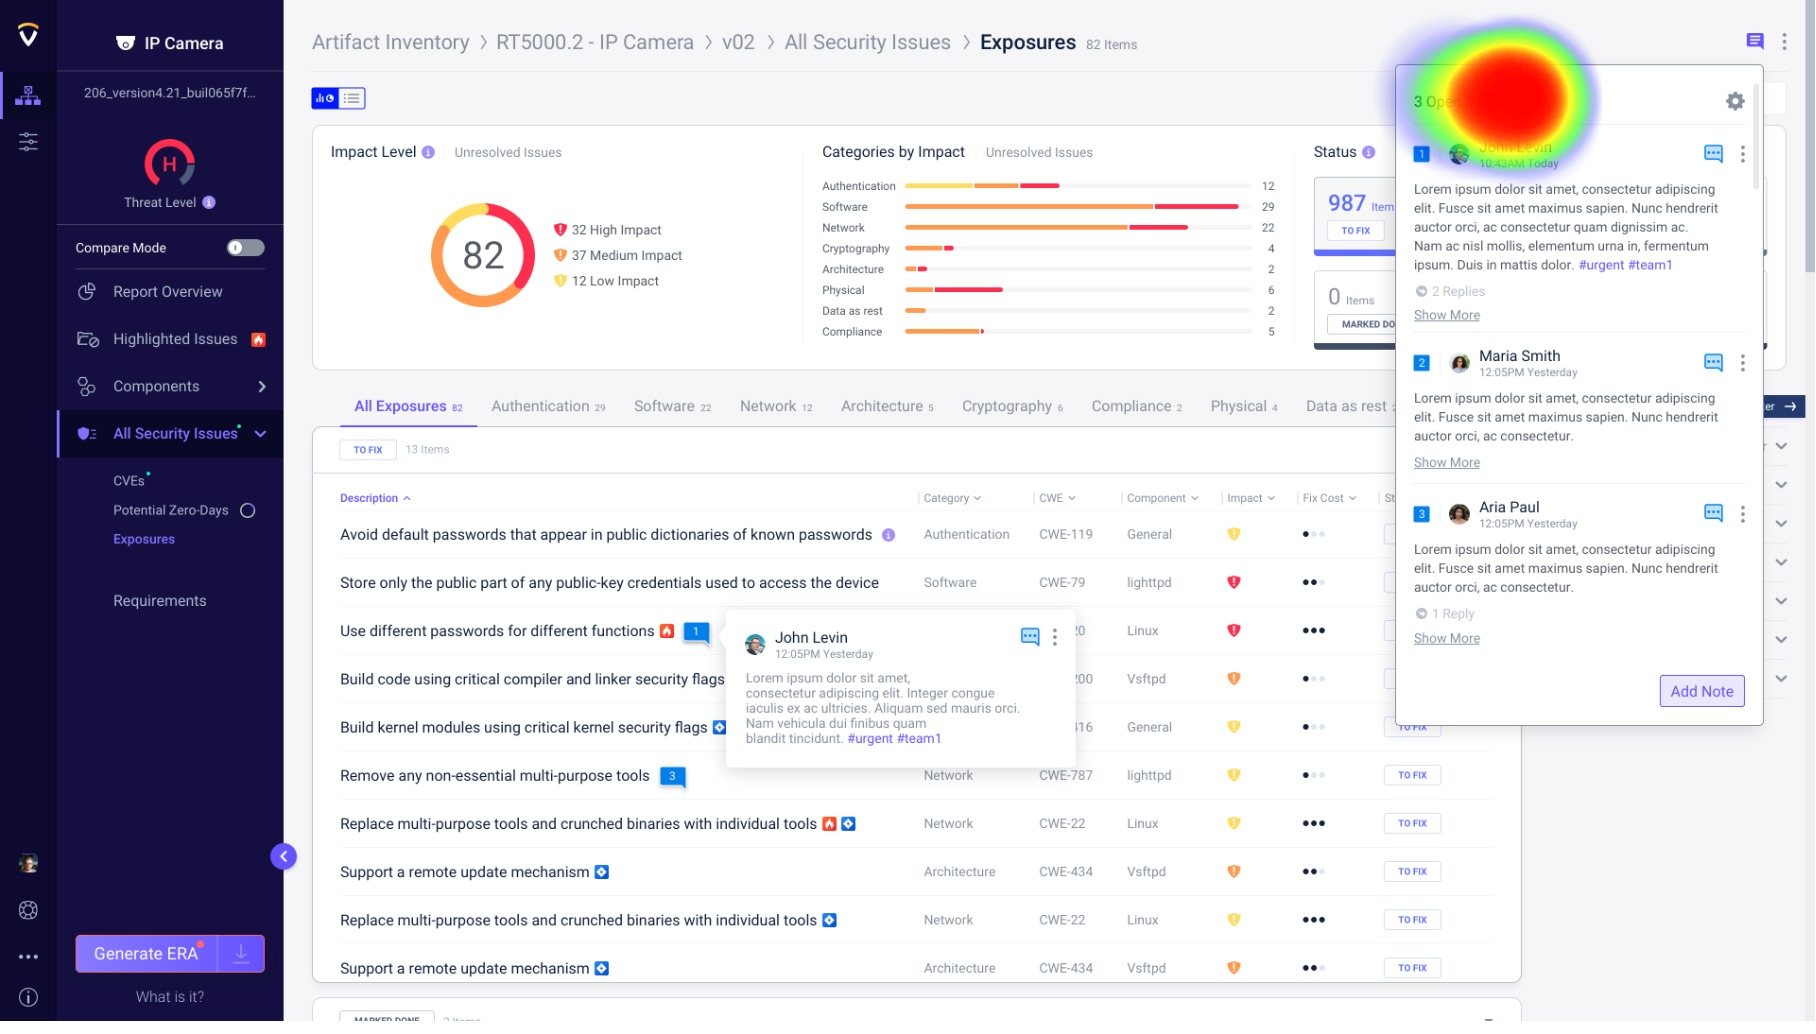 IP Camera
206_version4.21_buil065f7f...
H
Threat Level
Compare Mode
Report Overview
Highlighted Issues
Components
All Security Issues
CVEs
Potential Zero-Days
Exposures
Requirements
Generate ERA
What is it?
Artifact Inventory > RT5000.2 - IP Camera > v02 > All Security Issues > Exposures 82 Items
Impact Level Unresolved Issues
82
32 High Impact
37 Medium Impact
12 Low Impact
Categories by Impact Unresolved Issues
Authentication 12
Software 29
Network 22
Cryptography 4
Architecture 2
Physical 6
Data as rest 2
Compliance 5
Status
987 Item
TO FIX
0 Items
MARKED DO
All Exposures 82 Authentication 29 Software 22 Network 12 Architecture 5 Cryptography 6 Compliance 2 Physical 4 Data as rest
TO FIX 13 Items
Description Category CWE Component Impact Fix Cost St
Avoid default passwords that appear in public dictionaries of known passwords Authentication CWE-119 General
Store only the public part of any public-key credentials used to access the device Software CWE-79 lighttpd
Use different passwords for different functions 1 20 Linux
Build code using critical compiler and linker security flags 200 Vsftpd
Build kernel modules using critical kernel security flags 416 General TO FIX
Remove any non-essential multi-purpose tools 3 Network CWE-787 lighttpd TO FIX
Replace multi-purpose tools and crunched binaries with individual tools Network CWE-22 Linux TO FIX
Support a remote update mechanism Architecture CWE-434 Vsftpd TO FIX
Replace multi-purpose tools and crunched binaries with individual tools Network CWE-22 Linux TO FIX
Support a remote update mechanism Architecture CWE-434 Vsftpd TO FIX
MARKED DONE Items
John Levin
12:05PM Yesterday
Lorem ipsum dolor sit amet,
consectetur adipiscing elit. Integer congue
iaculis ex ac ultricies. Aliquam sed mauris orci.
Nam vehicula dui finibus quam
blandit tincidunt. #urgent #team1
3 Open
1 John Levin
10:43AM Today
Lorem ipsum dolor sit amet, consectetur adipiscing
elit. Fusce sit amet maximus sapien. Nunc hendrerit
auctor orci, ac consectetur quam dignissim ac.
Nam ac nisl mollis, elementum urna in, fermentum
ipsum. Duis in mattis dolor. #urgent #team1
2 Replies
Show More
2 Maria Smith
12:05PM Yesterday
Lorem ipsum dolor sit amet, consectetur adipiscing
elit. Fusce sit amet maximus sapien. Nunc hendrerit
auctor orci, ac consectetur.
Show More
3 Aria Paul
12:05PM Yesterday
Lorem ipsum dolor sit amet, consectetur adipiscing
elit. Fusce sit amet maximus sapien. Nunc hendrerit
auctor orci, ac consectetur.
1 Reply
Show More
Add Note